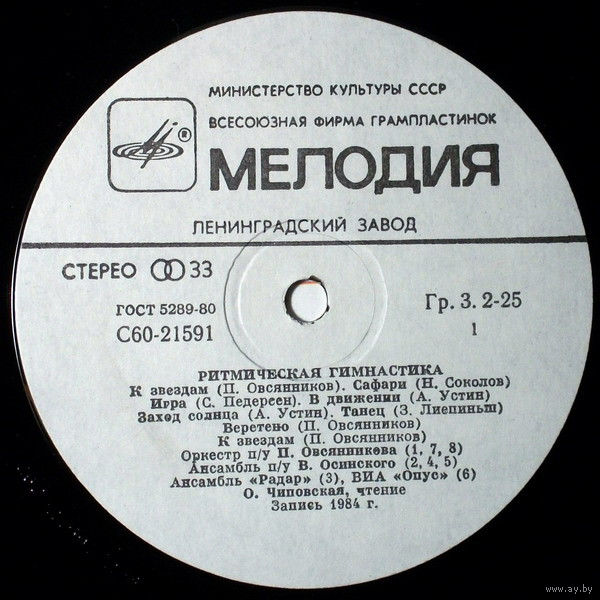 МИНИСТЕРСТВО КУЛЬТУРЫ СССР
ВСЕСОЮЗНАЯ ФИРМА ГРАМПЛАСТИНОК
®
МЕЛОДИЯ
ЛЕНИНГРАДСКИЙ ЗАВОД
СТЕРЕО 33
ГОСТ 5289-80
Гр. 3. 2-25
С60-21591
1
РИТМИЧЕСКАЯ ГИМНАСТИКА
К звездам (П. Овсянников). Сафари (Н. Соколов)
Игра (С. Педерсен). В движении (А. Устин)
Заход солнца (А. Устин). Танец (З. Лиепиньш)
Веретено (П. Овсянников)
К звездам (П. Овсянников)
Оркестр п/у П. Овсянникова (1, 7, 8)
Ансамбль п/у В. Осинского (2, 4, 5)
Ансамбль «Радар» (3), ВИА «Опус» (6)
О. Чиповская, чтение
Запись 1984 г.
www.ay.by